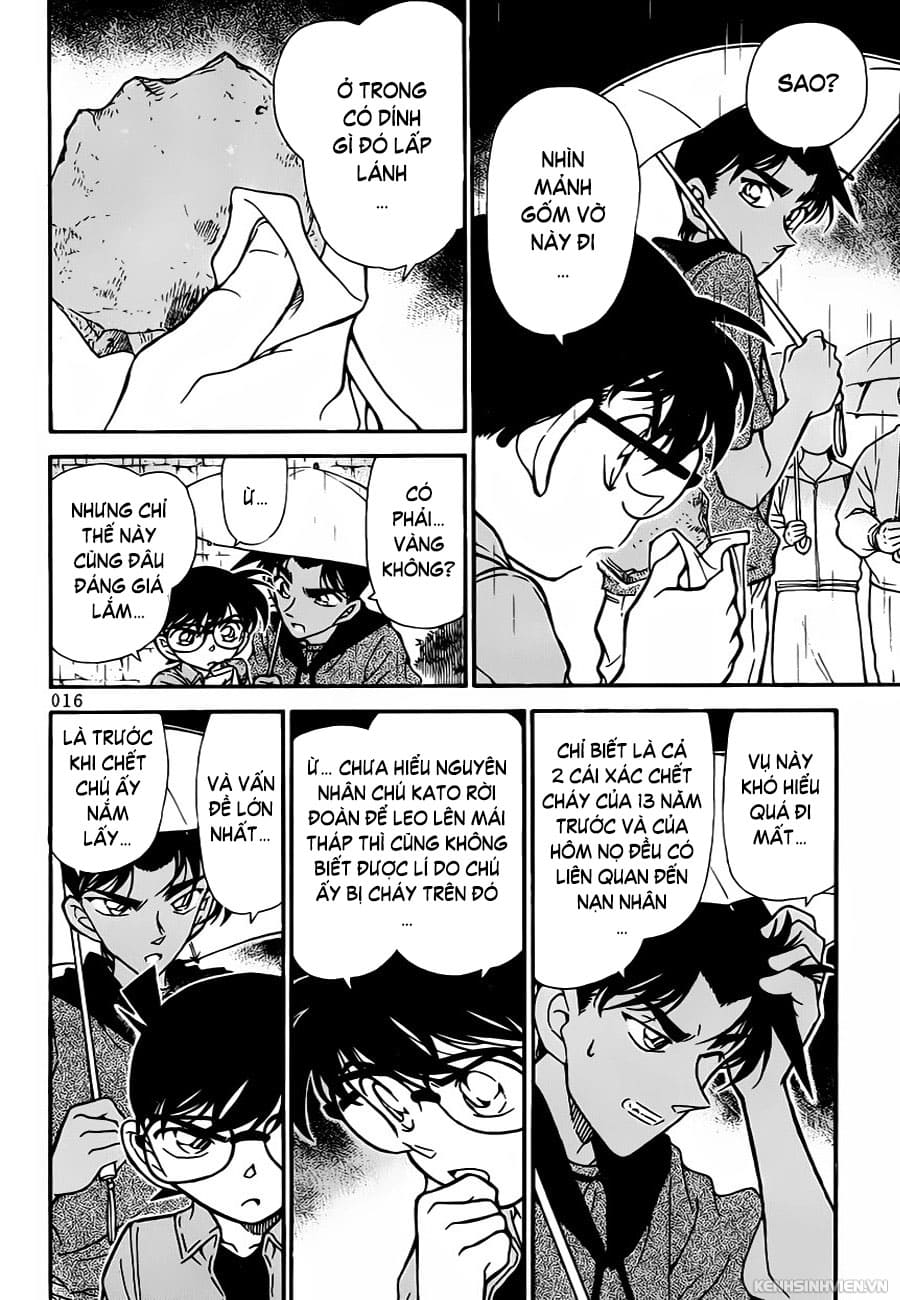 SAO?
NHÌN
MẢNH
GỐM VỠ
NÀY ĐI
...
Ở TRONG
CÓ DÍNH
GÌ ĐÓ LẤP
LÁNH
...
CÓ
PHẢI...
VÀNG
KHÔNG?
Ừ...
NHƯNG CHỈ
THẾ NÀY
CŨNG ĐÂU
ĐÁNG GIÁ
LẮM...
016
VỤ NÀY
KHÓ HIỂU
QUÁ ĐI
MẤT...
CHỈ BIẾT LÀ CẢ
2 CÁI XÁC CHẾT
CHÁY CỦA 13 NĂM
TRƯỚC VÀ CỦA
HÔM NỌ ĐỀU CÓ
LIÊN QUAN ĐẾN
NẠN NHÂN
...
Ừ... CHƯA HIỂU NGUYÊN
NHÂN CHÚ KATO RỜI
ĐOÀN ĐỂ LEO LÊN MÁI
THÁP THÌ CŨNG KHÔNG
BIẾT ĐƯỢC LÍ DO CHÚ
ẤY BỊ CHÁY TRÊN ĐÓ
...
VÀ VẤN
ĐỀ LỚN
NHẤT...
LÀ TRƯỚC
KHI CHẾT
CHÚ ẤY
NẮM
LẤY...
KENHSINHVIEN.VN